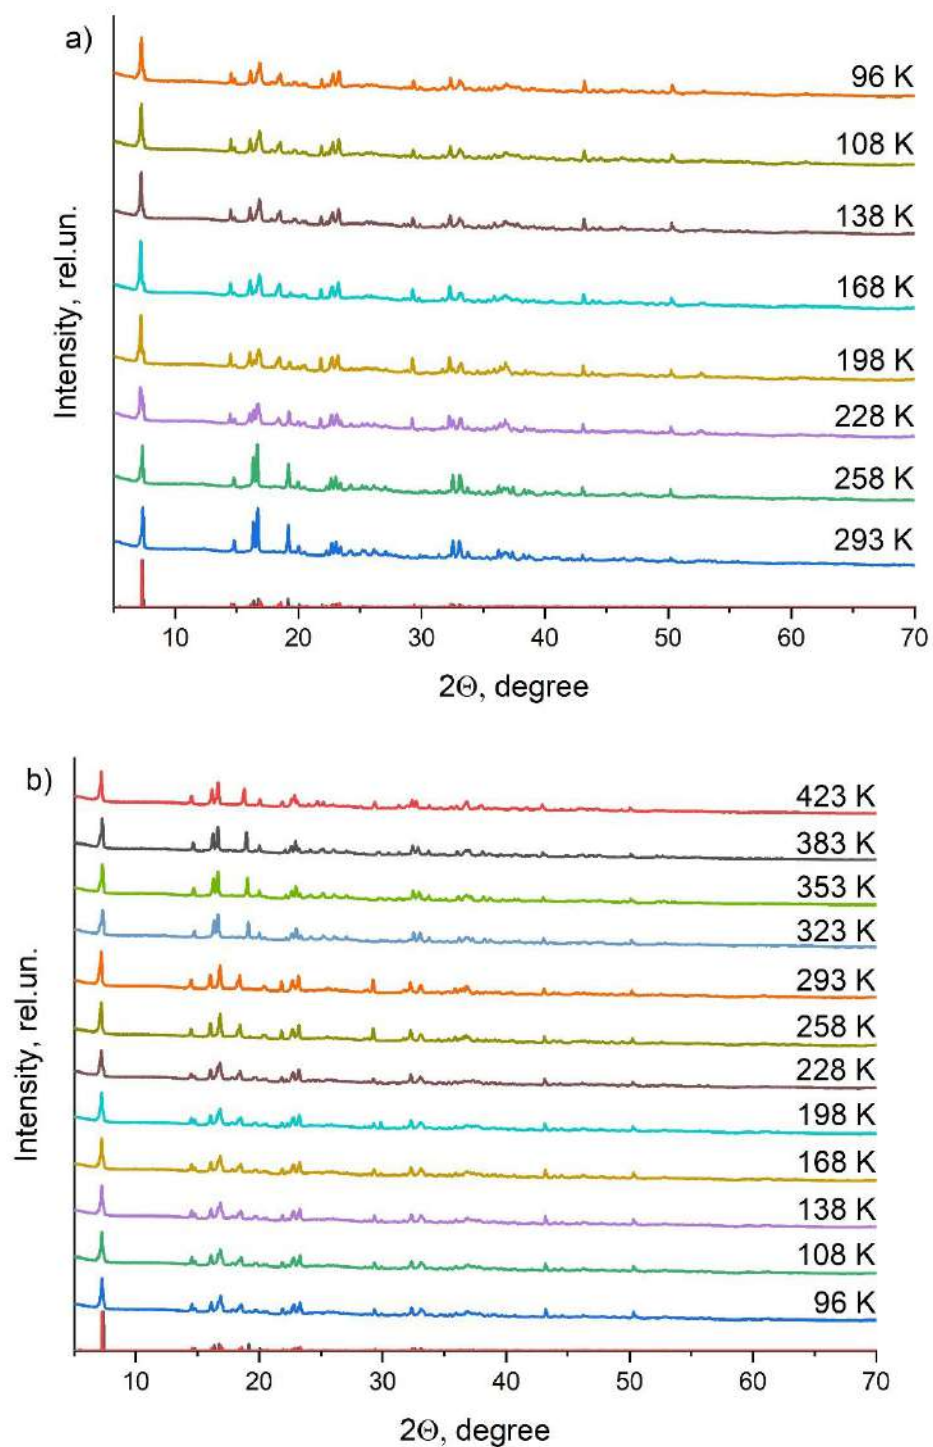 a)
Intensity, rel.un.
96 K
108 K
138 K
168 K
198 K
228 K
258 K
293 K
10 20 30 40 50 60 70
2Θ, degree
b)
Intensity, rel.un.
423 K
383 K
353 K
323 K
293 K
258 K
228 K
198 K
168 K
138 K
108 K
96 K
10 20 30 40 50 60 70
2Θ, degree